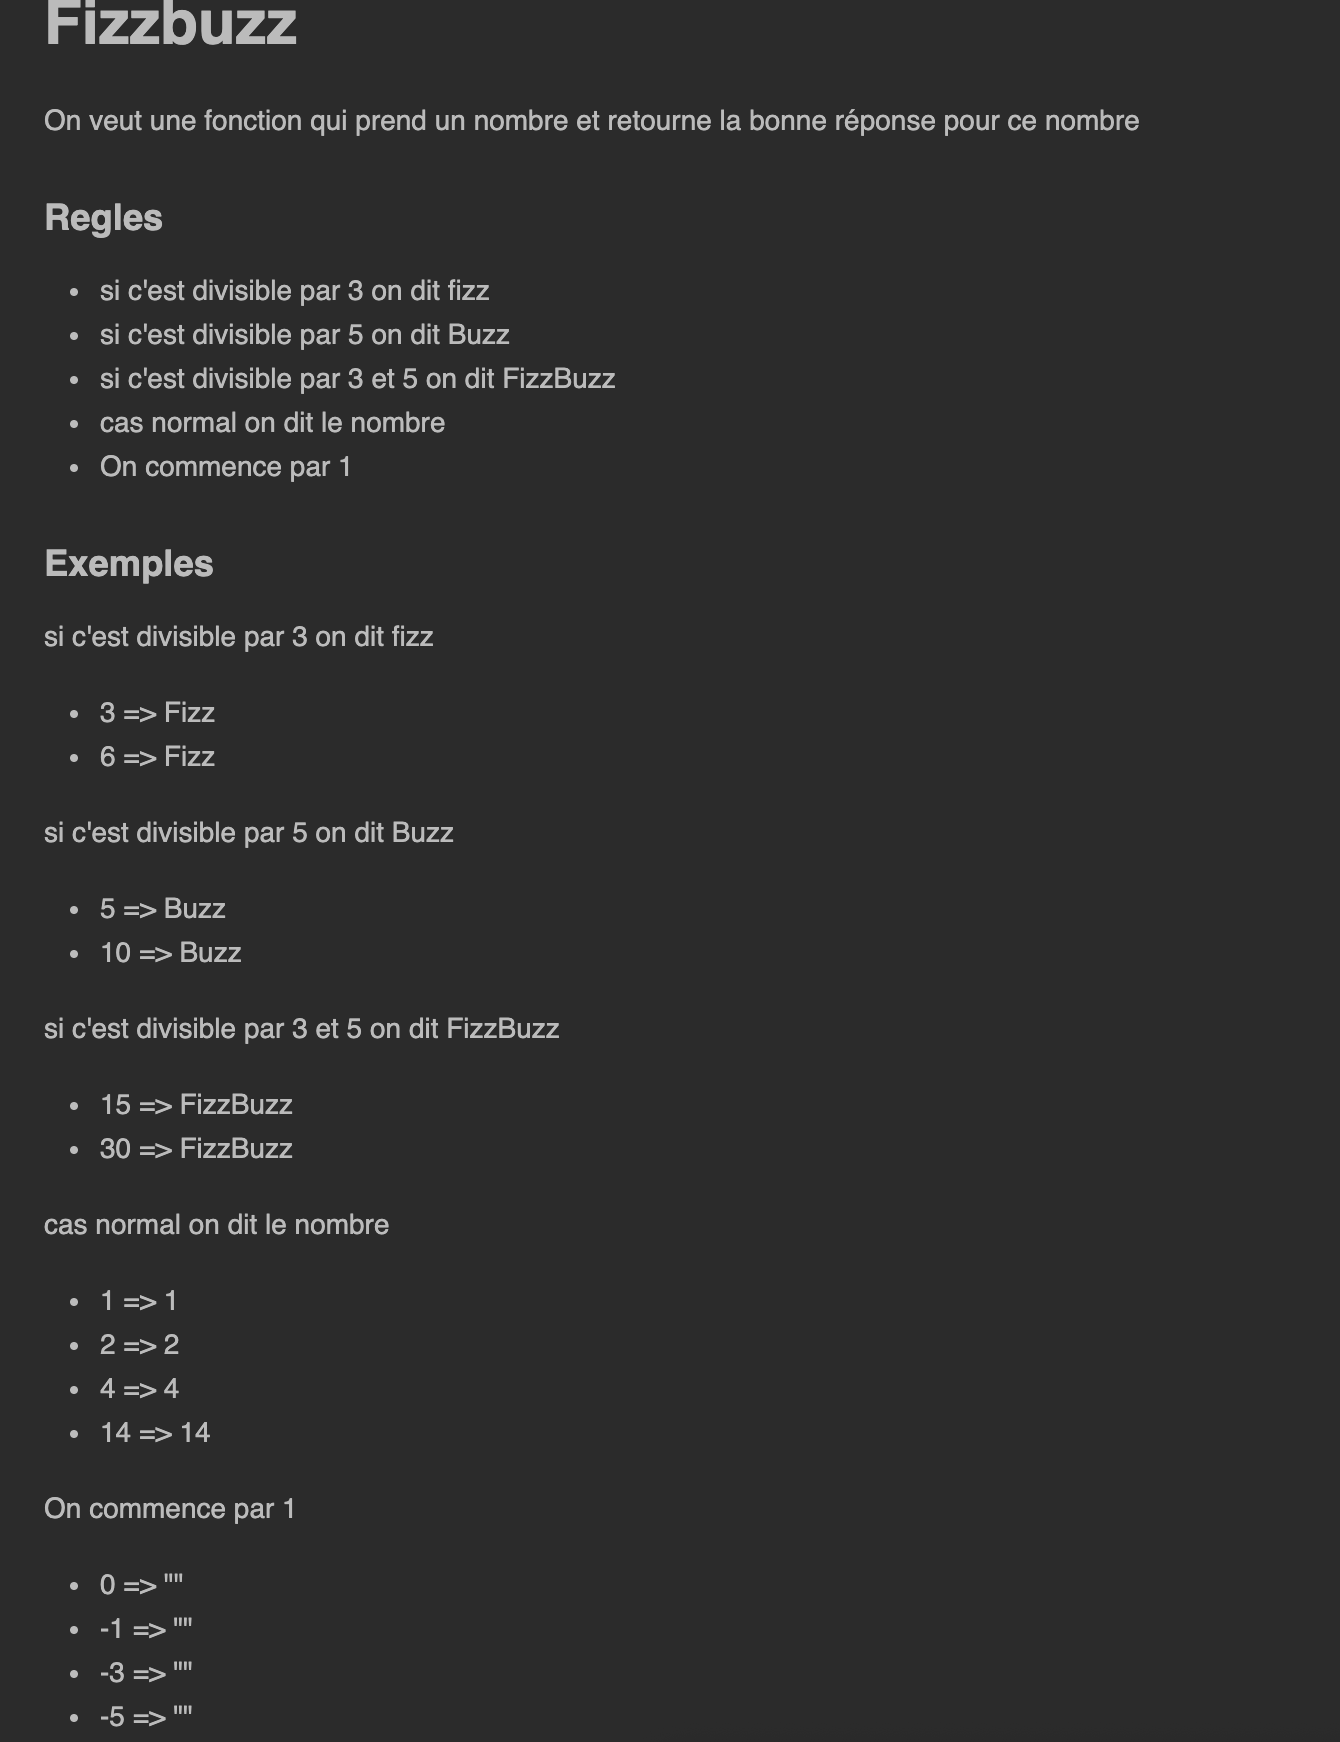 Fizzbuzz
On veut une fonction qui prend un nombre et retourne la bonne réponse pour ce nombre
Regles
• si c'est divisible par 3 on dit fizz
• si c'est divisible par 5 on dit Buzz
• si c'est divisible par 3 et 5 on dit FizzBuzz
• cas normal on dit le nombre
• On commence par 1
Exemples
si c'est divisible par 3 on dit fizz
• 3 => Fizz
• 6 => Fizz
si c'est divisible par 5 on dit Buzz
• 5 => Buzz
• 10 => Buzz
si c'est divisible par 3 et 5 on dit FizzBuzz
• 15 => FizzBuzz
• 30 => FizzBuzz
cas normal on dit le nombre
• 1 => 1
• 2 => 2
• 4 => 4
• 14 => 14
On commence par 1
• 0 => ""
• -1 => ""
• -3 => ""
• -5 => ""